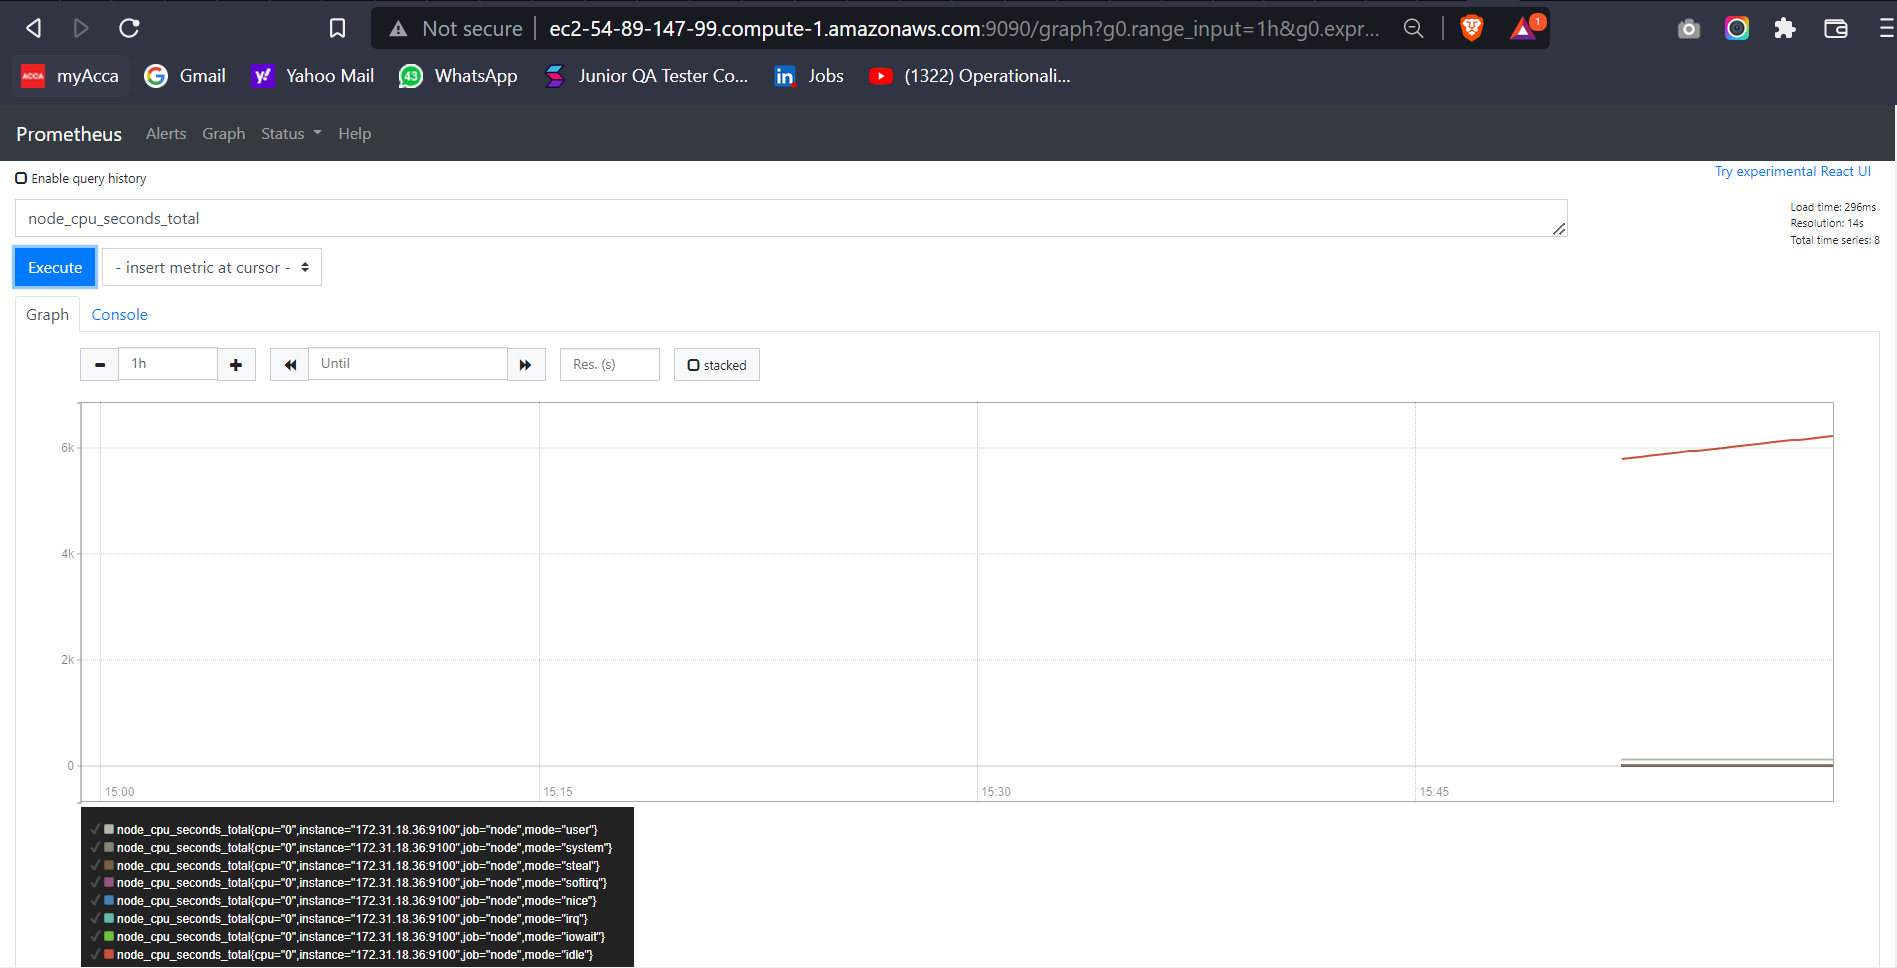 Not secure ec2-54-89-147-99.compute-1.amazonaws.com:9090/graph?g0.range_input=1h&g0.expr... 1
ACCA myAcca Gmail Yahoo Mail 43 WhatsApp Junior QA Tester Co... in Jobs (1322) Operationali...
Prometheus Alerts Graph Status Help
Enable query history
Try experimental React UI
node_cpu_seconds_total
Load time: 296ms
Resolution: 14s
Total time series: 8
Execute - insert metric at cursor -
Graph Console
1h Until Res. (s) stacked
6k
4k
2k
0
15:00 15:15 15:30 15:45
node_cpu_seconds_total{cpu="0",instance="172.31.18.36:9100",job="node",mode="user"}
node_cpu_seconds_total{cpu="0",instance="172.31.18.36:9100",job="node",mode="system"}
node_cpu_seconds_total{cpu="0",instance="172.31.18.36:9100",job="node",mode="steal"}
node_cpu_seconds_total{cpu="0",instance="172.31.18.36:9100",job="node",mode="softirq"}
node_cpu_seconds_total{cpu="0",instance="172.31.18.36:9100",job="node",mode="nice"}
node_cpu_seconds_total{cpu="0",instance="172.31.18.36:9100",job="node",mode="irq"}
node_cpu_seconds_total{cpu="0",instance="172.31.18.36:9100",job="node",mode="iowait"}
node_cpu_seconds_total{cpu="0",instance="172.31.18.36:9100",job="node",mode="idle"}